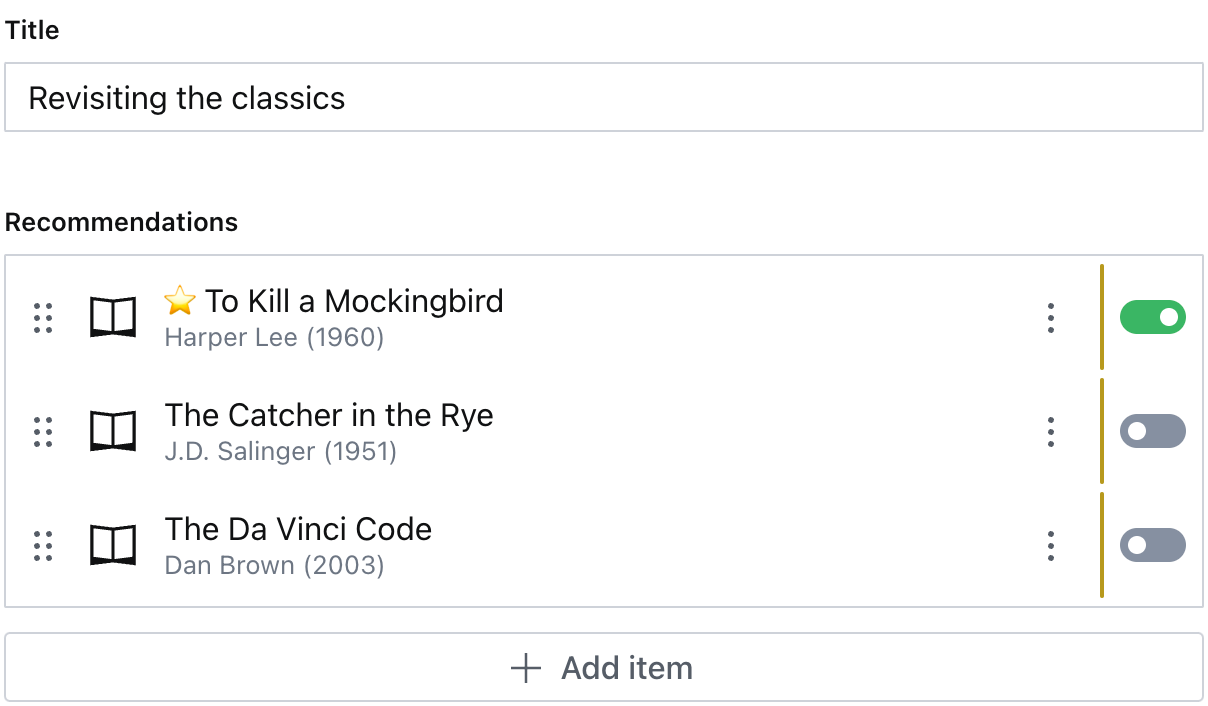 Title
Revisiting the classics
Recommendations
⭐ To Kill a Mockingbird
Harper Lee (1960)
The Catcher in the Rye
J.D. Salinger (1951)
The Da Vinci Code
Dan Brown (2003)
Add item